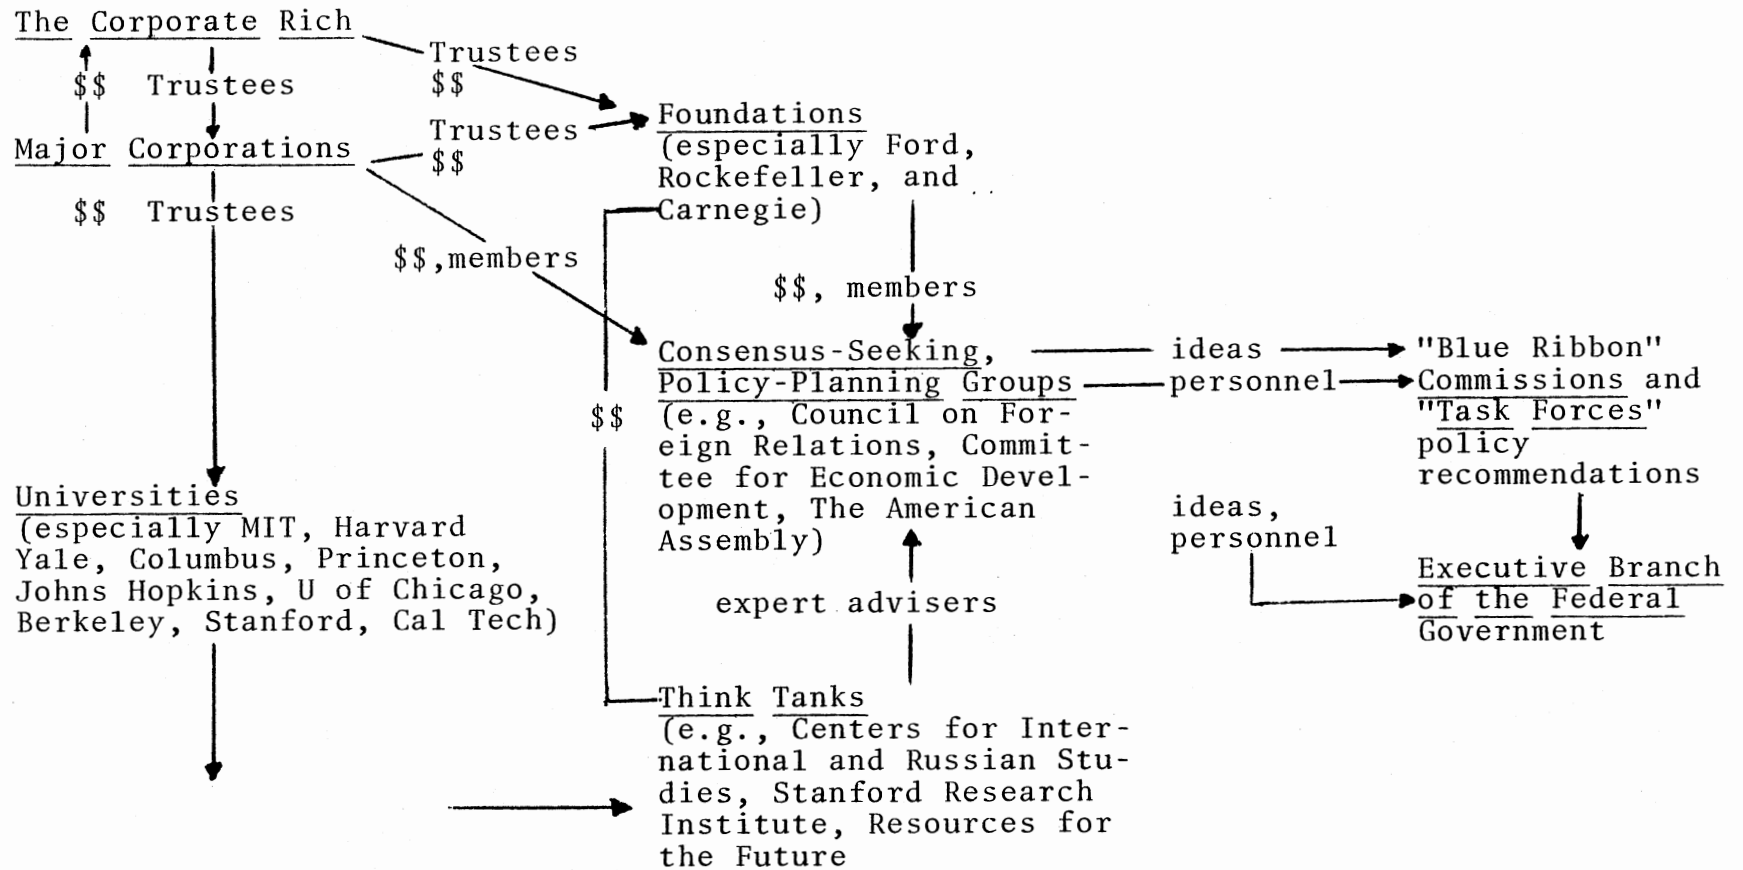 The Corporate Rich
$$ Trustees
Major Corporations
$$ Trustees
Trustees
$$
Trustees
$$
$$,members
Foundations
(especially Ford,
Rockefeller, and
Carnegie)
$$, members
$$
Consensus-Seeking,
Policy-Planning Groups
(e.g., Council on For-
eign Relations, Commit-
tee for Economic Devel-
opment, The American
Assembly)
ideas
personnel
"Blue Ribbon"
Commissions and
"Task Forces"
policy
recommendations
ideas,
personnel
Executive Branch
of the Federal
Government
Universities
(especially MIT, Harvard
Yale, Columbus, Princeton,
Johns Hopkins, U of Chicago,
Berkeley, Stanford, Cal Tech)
expert advisers
Think Tanks
(e.g., Centers for Inter-
national and Russian Stu-
dies, Stanford Research
Institute, Resources for
the Future